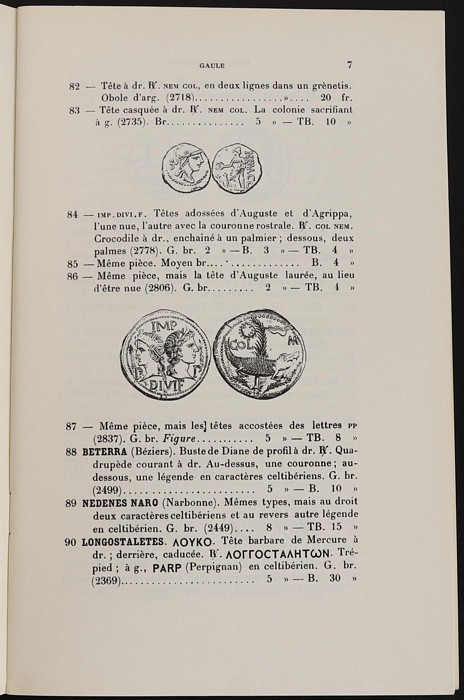 GAULE 7
82 — Tête à dr. R′. NEM COL, en deux lignes dans un grènetis.
Obole d'arg. (2718)................».... 20 fr.
83 — Tête casquée à dr. R′. NEM COL. La colonie sacrifiant
à g. (2735). Br............... 5 » — TB. 10 »
NEM COL
84 — IMP. DIVI. F. Têtes adossées d'Auguste et d'Agrippa,
l'une nue, l'autre avec la couronne rostrale. R′. COL NEM.
Crocodile à dr., enchaîné à un palmier; dessous, deux
palmes (2778). G. br. 2 » — B. 3 » — TB. 4 »
85 — Même pièce. Moyen br.................. B. 4 »
86 — Même pièce, mais la tête d'Auguste laurée, au lieu
d'être nue (2806). G. br......... 2 » — TB. 4 »
IMP
P P
DIVI F
COL
87 — Même pièce, mais les têtes accostées des lettres PP
(2837). G. br. Figure........... 5 » — TB. 8 »
88 BETERRA (Béziers). Buste de Diane de profil à dr. R′. Qua-
drupède courant à dr. Au-dessus, une couronne; au-
dessous, une légende en caractères celtibériens. G. br.
(2499)......................... 5 » — B. 10 »
89 NEDENES NARO (Narbonne). Mêmes types, mais au droit
deux caractères celtibériens et au revers autre légende
en celtibérien. G. br. (2449).... 8 » — TB. 15 »
90 LONGOSTALETES. ΛΟΥΚΟ. Tête barbare de Mercure à
dr.; derrière, caducée. R′. ΛΟΓΓΟϹΤΑΛΗΤωΝ. Tré-
pied; à g., PARP (Perpignan) en celtibérien. G. br.
(2369)......................... 5 » — B. 30 »